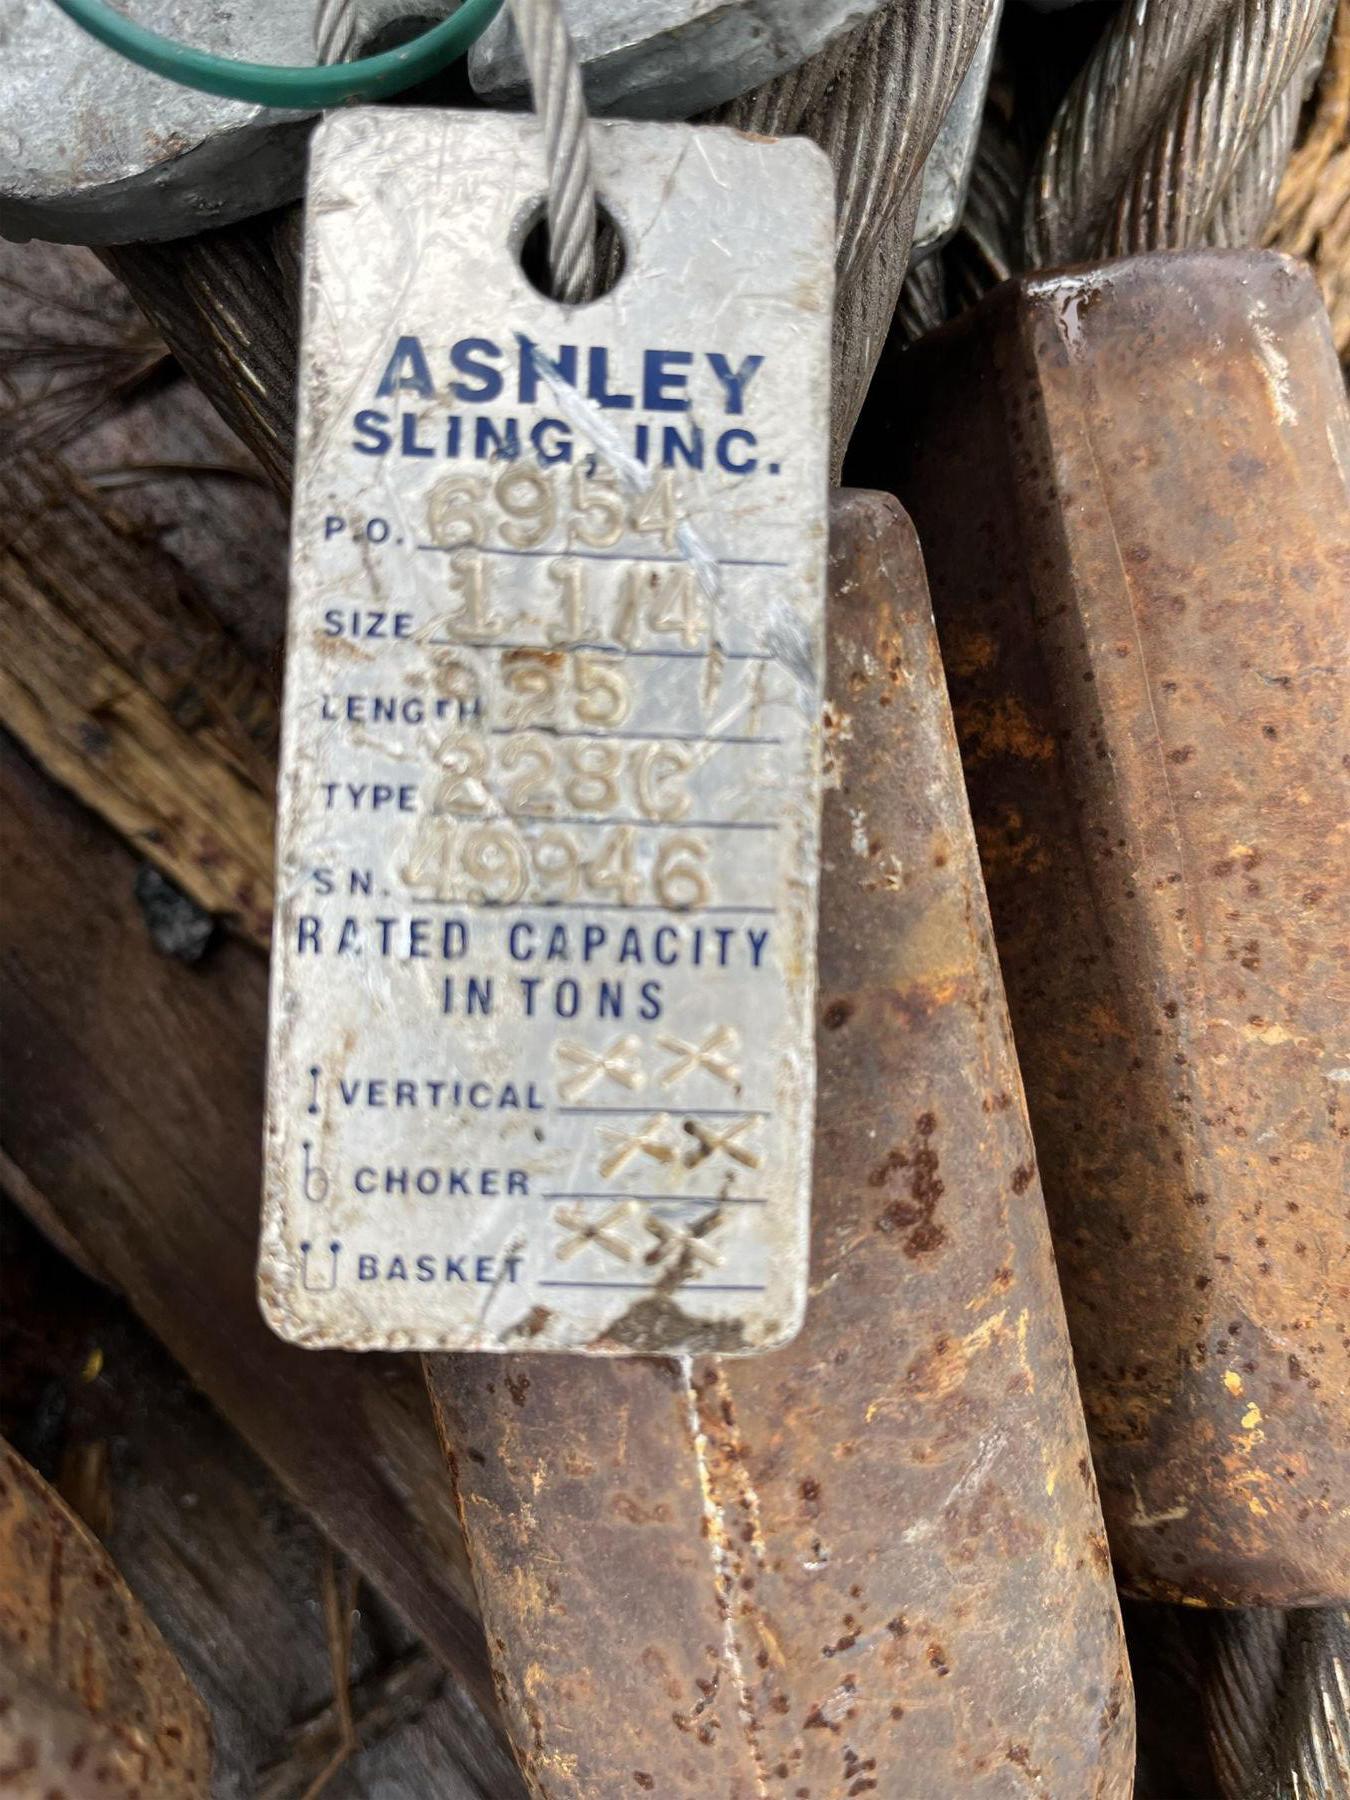 ASHLEY
SLING, INC.
P.O. 6954
SIZE 1 1/4
LENGTH
TYPE 228C
S N. 49946
RATED CAPACITY
IN TONS
VERTICAL XX
CHOKER XX
BASKET XX